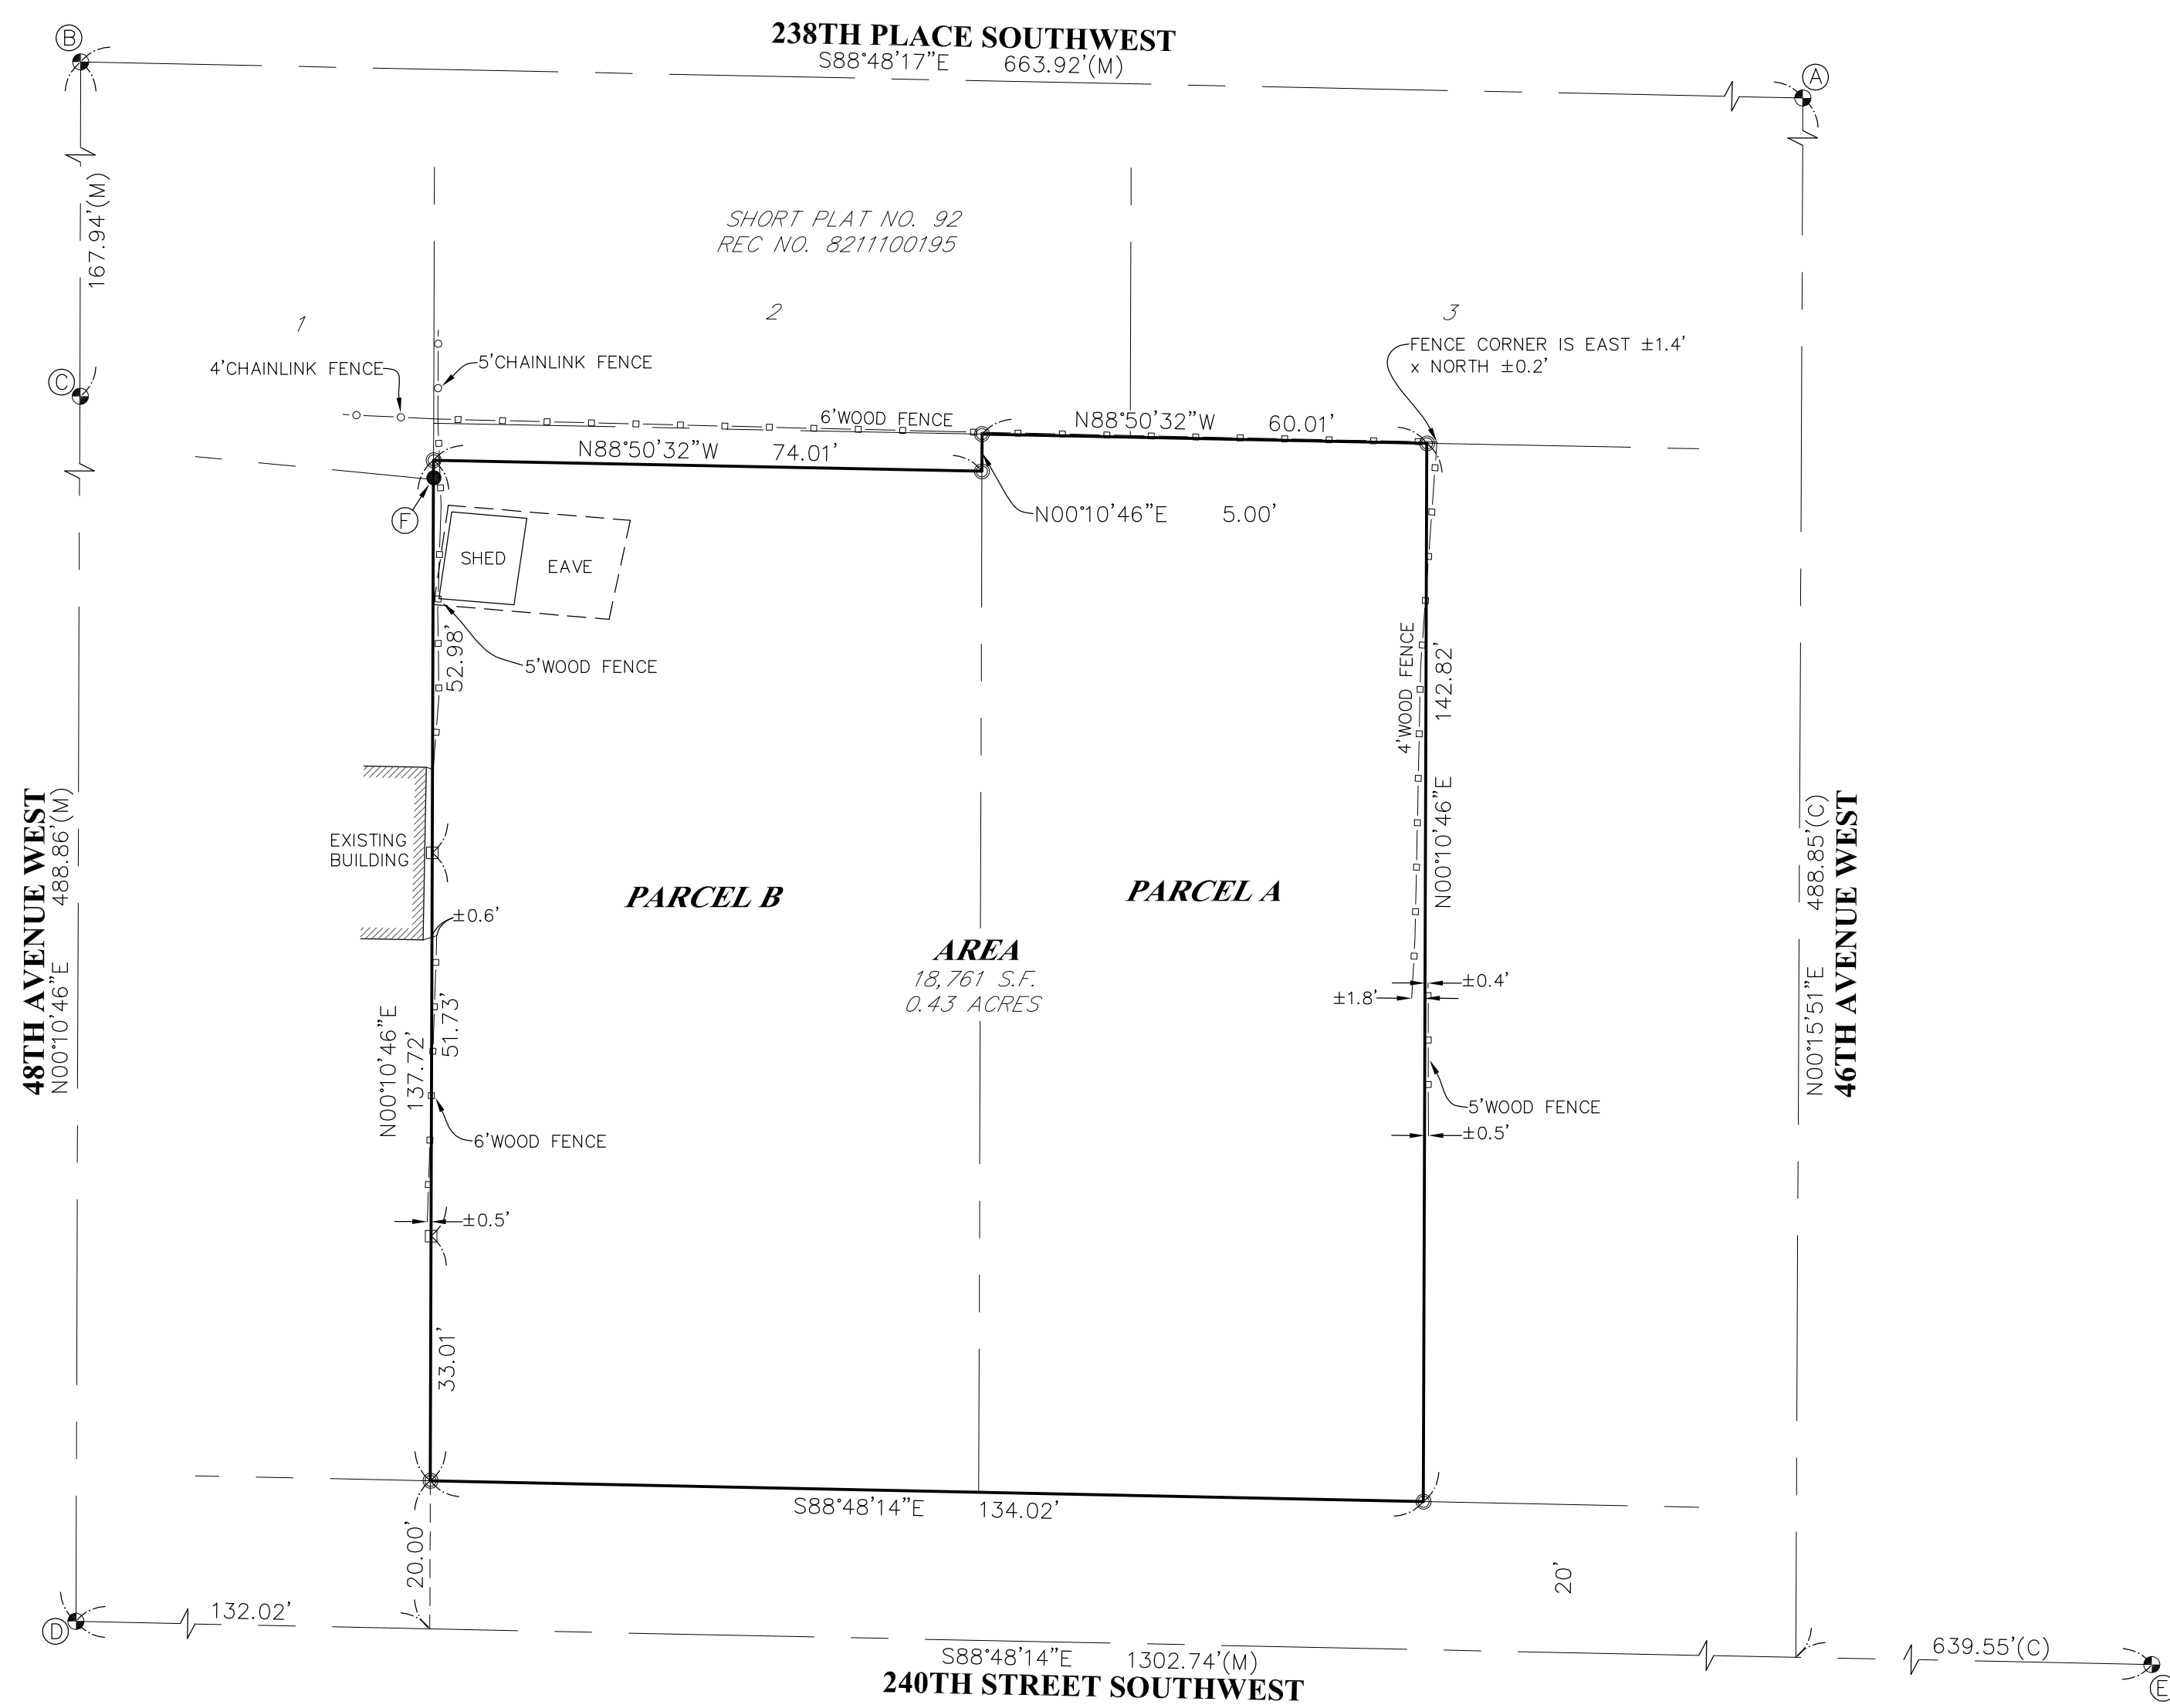 238TH PLACE SOUTHWEST
S88°48'17"E 663.92'(M)
B
A
167.94'(M)
SHORT PLAT NO. 92
REC NO. 8211100195
1
2
3
FENCE CORNER IS EAST ±1.4'
x NORTH ±0.2'
4'CHAINLINK FENCE
5'CHAINLINK FENCE
C
6'WOOD FENCE
N88°50'32"W 60.01'
N88°50'32"W 74.01'
F
N00°10'46"E 5.00'
SHED
EAVE
52.98'
5'WOOD FENCE
4'WOOD FENCE
142.82'
N00°10'46"E
48TH AVENUE WEST
N00°10'46"E 488.86'(M)
EXISTING
BUILDING
PARCEL B
PARCEL A
46TH AVENUE WEST
N00°15'51"E 488.85'(C)
±0.6'
AREA
18,761 S.F.
0.43 ACRES
±0.4'
±1.8'
N00°10'46"E
137.72'
51.73'
5'WOOD FENCE
±0.5'
6'WOOD FENCE
±0.5'
33.01'
S88°48'14"E 134.02'
20.00'
20'
D
132.02'
S88°48'14"E 1302.74'(M)
639.55'(C)
240TH STREET SOUTHWEST
E